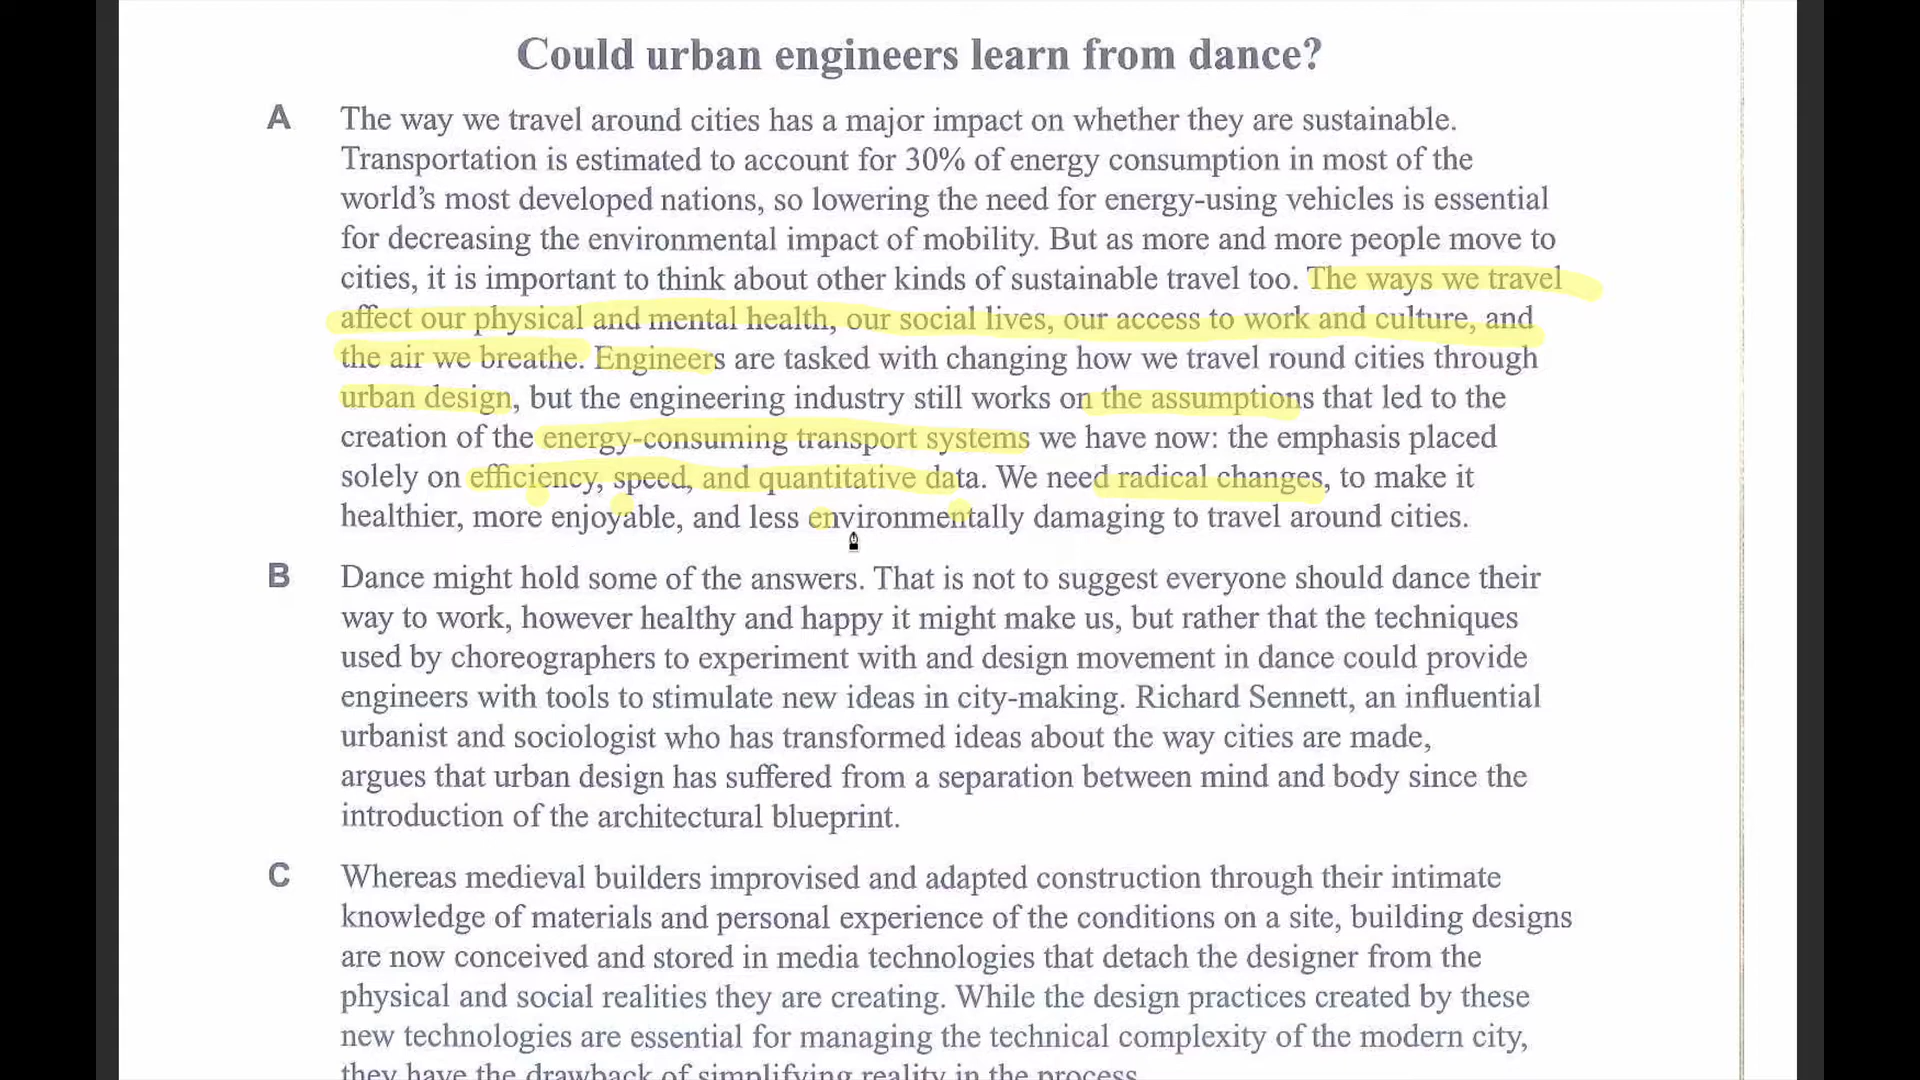 Could urban engineers learn from dance?
A The way we travel around cities has a major impact on whether they are sustainable.
Transportation is estimated to account for 30% of energy consumption in most of the
world’s most developed nations, so lowering the need for energy-using vehicles is essential
for decreasing the environmental impact of mobility. But as more and more people move to
cities, it is important to think about other kinds of sustainable travel too. The ways we travel
affect our physical and mental health, our social lives, our access to work and culture, and
the air we breathe. Engineers are tasked with changing how we travel round cities through
urban design, but the engineering industry still works on the assumptions that led to the
creation of the energy-consuming transport systems we have now: the emphasis placed
solely on efficiency, speed, and quantitative data. We need radical changes, to make it
healthier, more enjoyable, and less environmentally damaging to travel around cities.
B Dance might hold some of the answers. That is not to suggest everyone should dance their
way to work, however healthy and happy it might make us, but rather that the techniques
used by choreographers to experiment with and design movement in dance could provide
engineers with tools to stimulate new ideas in city-making. Richard Sennett, an influential
urbanist and sociologist who has transformed ideas about the way cities are made,
argues that urban design has suffered from a separation between mind and body since the
introduction of the architectural blueprint.
C Whereas medieval builders improvised and adapted construction through their intimate
knowledge of materials and personal experience of the conditions on a site, building designs
are now conceived and stored in media technologies that detach the designer from the
physical and social realities they are creating. While the design practices created by these
new technologies are essential for managing the technical complexity of the modern city,
they have the drawback of simplifying reality in the process.